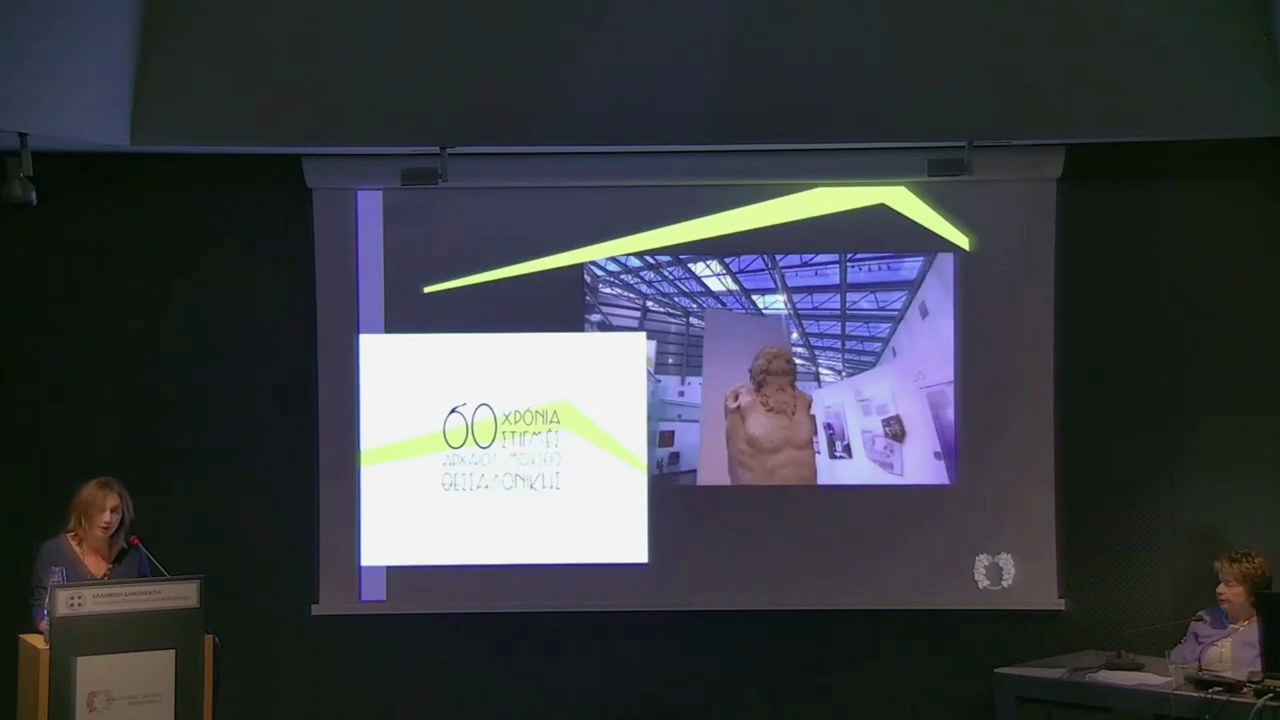 60 ΧΡΟΝΙΑ
ΣΤΙΓΜΕΣ
ΑΡΧΑΙΟΛ ΜΟΥΣΕΙΟ
ΘΕΣΣΑΛΟΝΙΚΗΣ
ΕΛΛΗΝΙΚΗ ΔΗΜΟΚΡΑΤΙΑ